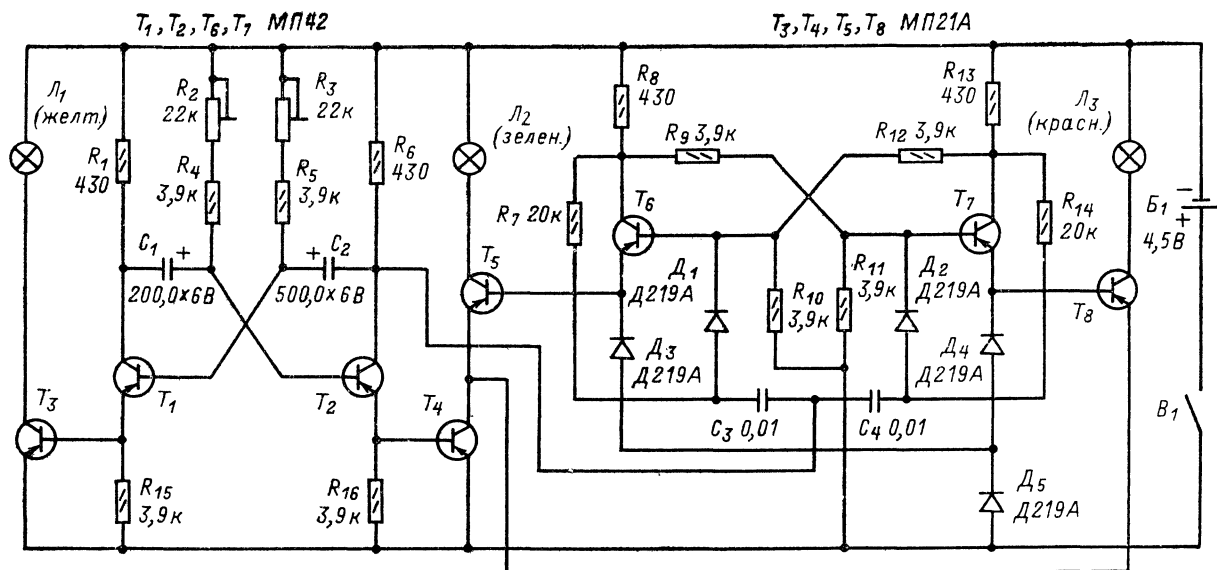 T1, T2, T6, T7 МП42
T3, T4, T5, T8 МП21А
Л1
(желт.)
R1
430
R2
22к
R3
22к
R4
3,9к
R5
3,9к
R6
430
C1
+
200,0×6В
+
C2
500,0×6В
T1
T2
T3
T4
R15
3,9к
R16
3,9к
Л2
(зелен.)
T5
R7 20к
R8
430
R9 3,9к
R12 3,9к
R13
430
T6
T7
Д1
Д219А
Д3
Д219А
R10
3,9к
R11
3,9к
Д2
Д219А
Д4
Д219А
C3 0,01
C4 0,01
Д5
Д219А
Л3
(красн.)
R14
20к
T8
Б1
−
+
4,5В
В1